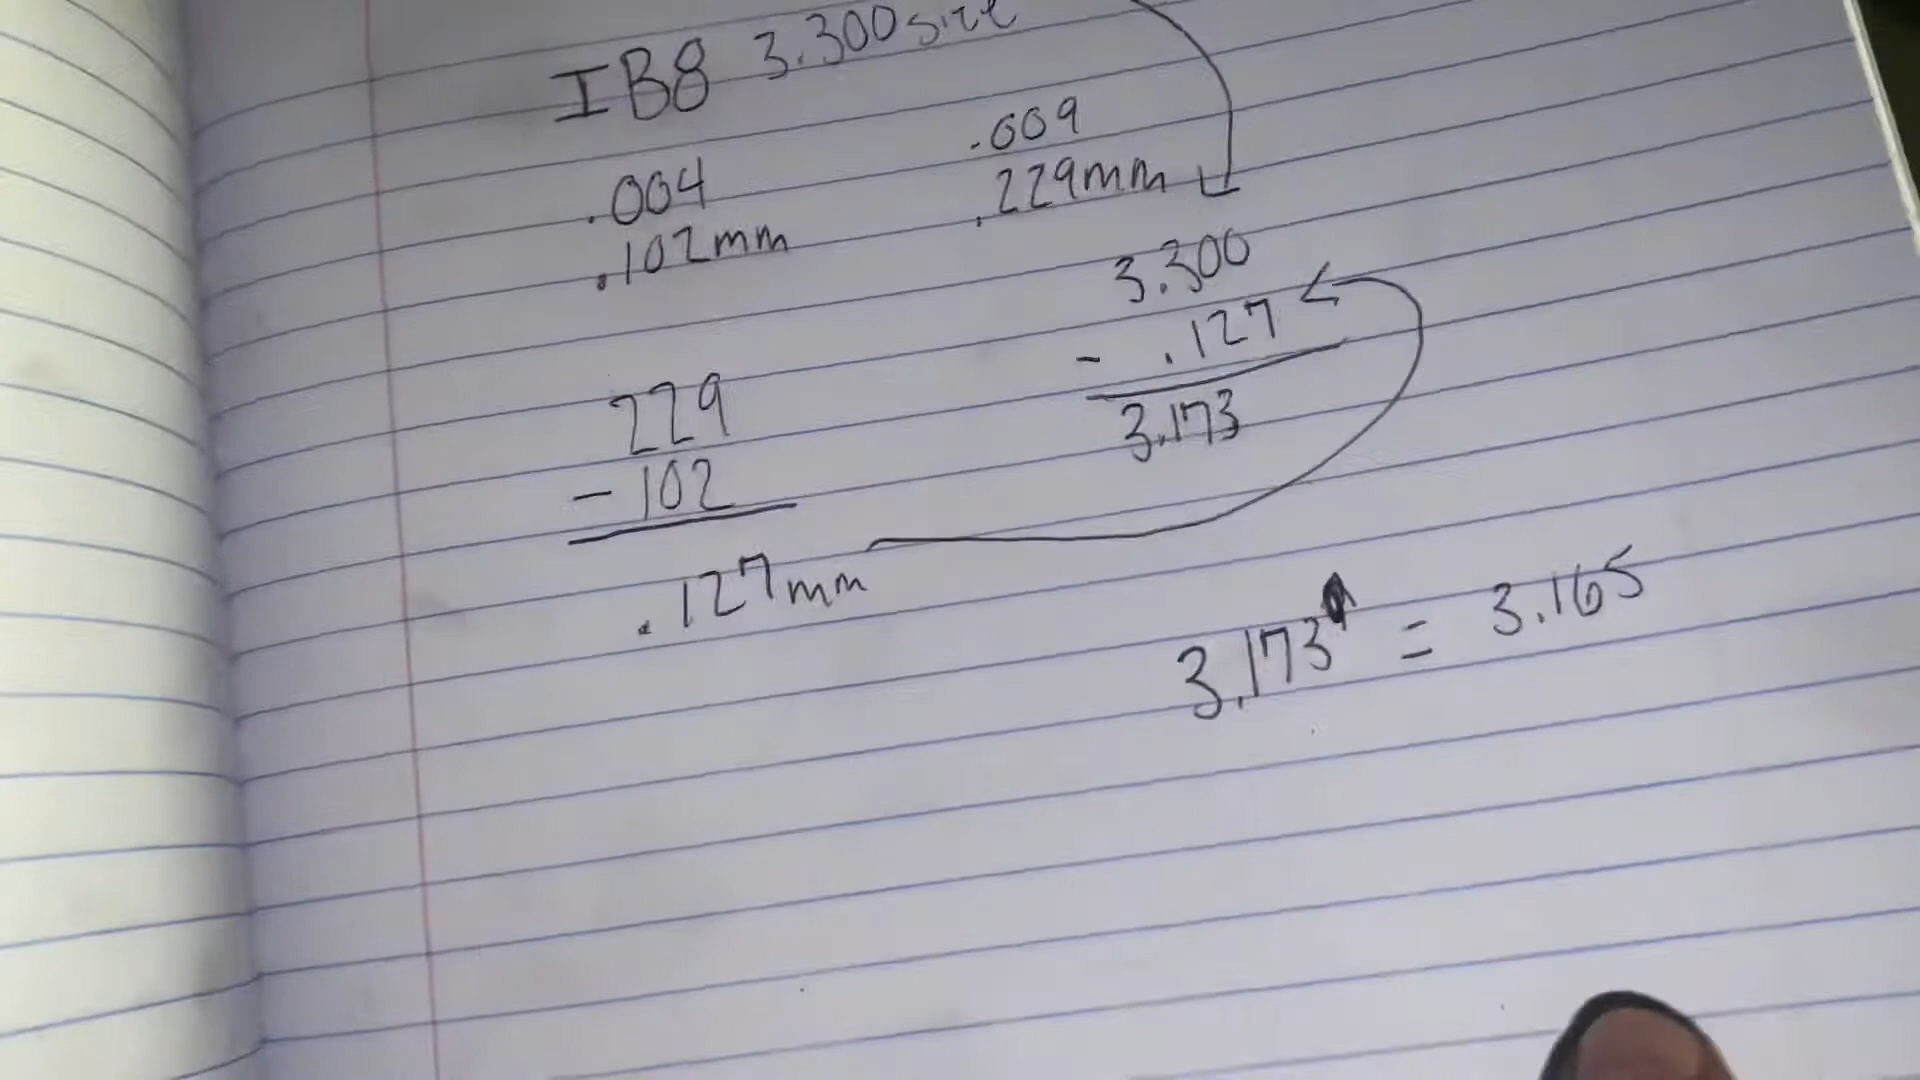 IB8 3.300 size
.004 .009
.102mm .229mm
3.300
- .127
3.173
229
- 102
.127mm
3.173 = 3.165